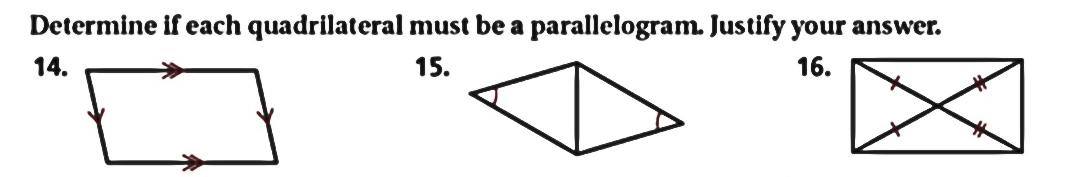 Determine if each quadrilateral must be a parallelogram. Justify your answer.
14. 15. 16.